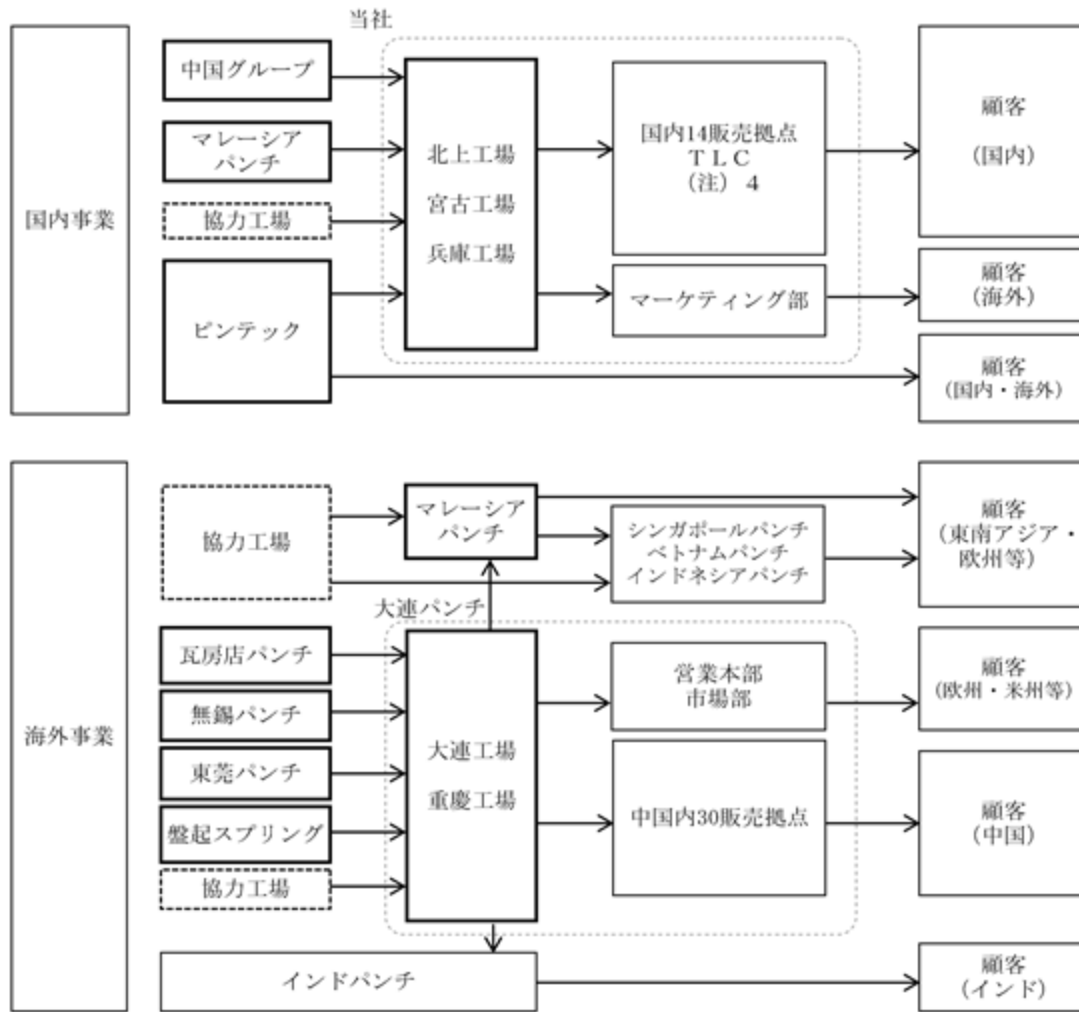 当社
国内事業
中国グループ
マレーシア
パンチ
協力工場
ピンテック
北上工場
宮古工場
兵庫工場
国内14販売拠点
ＴＬＣ
（注）４
マーケティング部
顧客
（国内）
顧客
（海外）
顧客
（国内・海外）
海外事業
協力工場
マレーシア
パンチ
シンガポールパンチ
ベトナムパンチ
インドネシアパンチ
顧客
（東南アジア・
欧州等）
大連パンチ
瓦房店パンチ
無錫パンチ
東莞パンチ
盤起スプリング
協力工場
大連工場
重慶工場
営業本部
市場部
中国内30販売拠点
顧客
（欧州・米州等）
顧客
（中国）
インドパンチ
顧客
（インド）